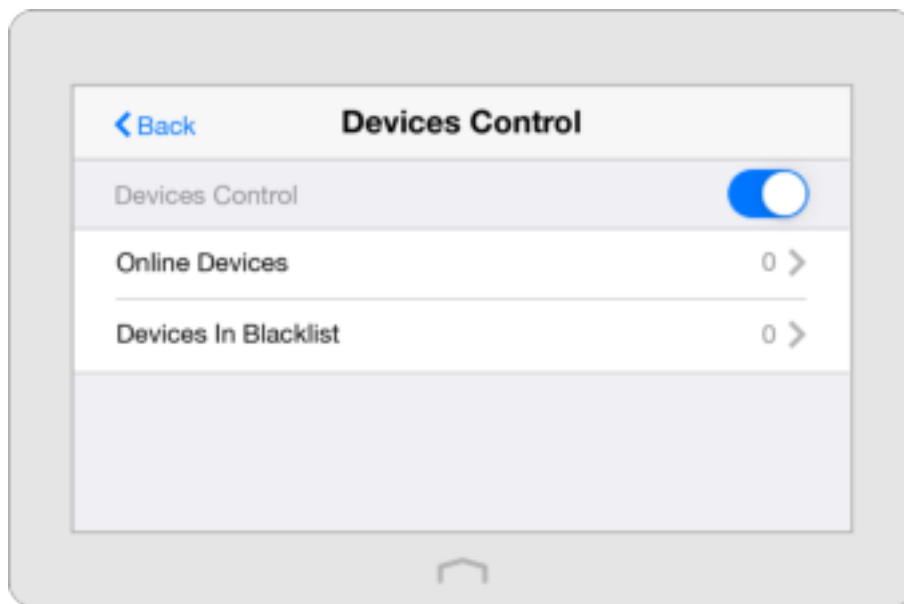 Back
Devices Control
Devices Control
Online Devices 0
Devices In Blacklist 0